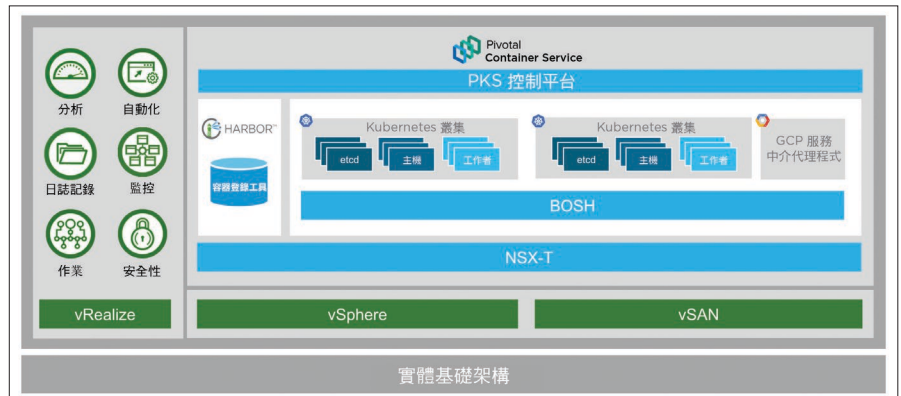 Pivotal
Container Service
PKS 控制平台
分析
自動化
日誌記錄
監控
作業
安全性
vRealize
HARBOR™
容器登錄工具
Kubernetes 叢集
etcd
主機
工作者
Kubernetes 叢集
etcd
主機
工作者
GCP 服務
中介代理程式
BOSH
NSX-T
vSphere
vSAN
實體基礎架構